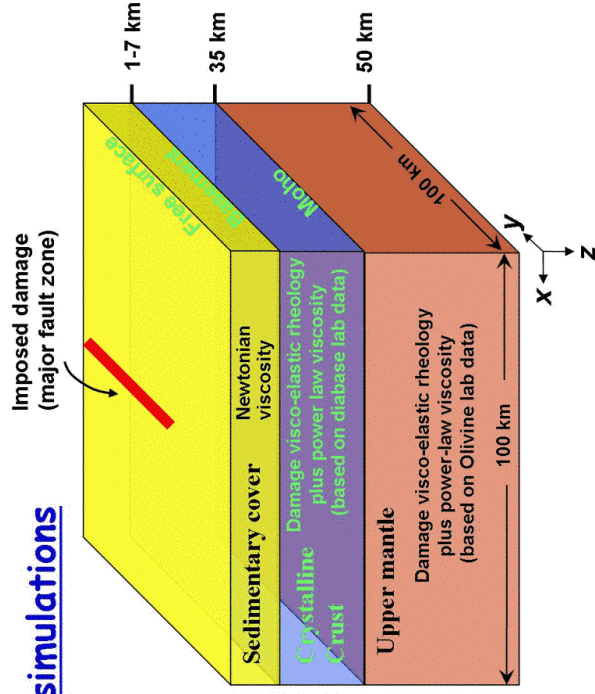 simulations
Imposed damage
(major fault zone)
1-7 km
35 km
50 km
Free surface
Basement
Moho
Sedimentary cover
Newtonian
viscosity
Crystalline
Crust
Damage visco-elastic rheology
plus power law viscosity
(based on diabase lab data)
Upper mantle
Damage visco-elastic rheology
plus power-law viscosity
(based on Olivine lab data)
100 km
100 km
x
y
z